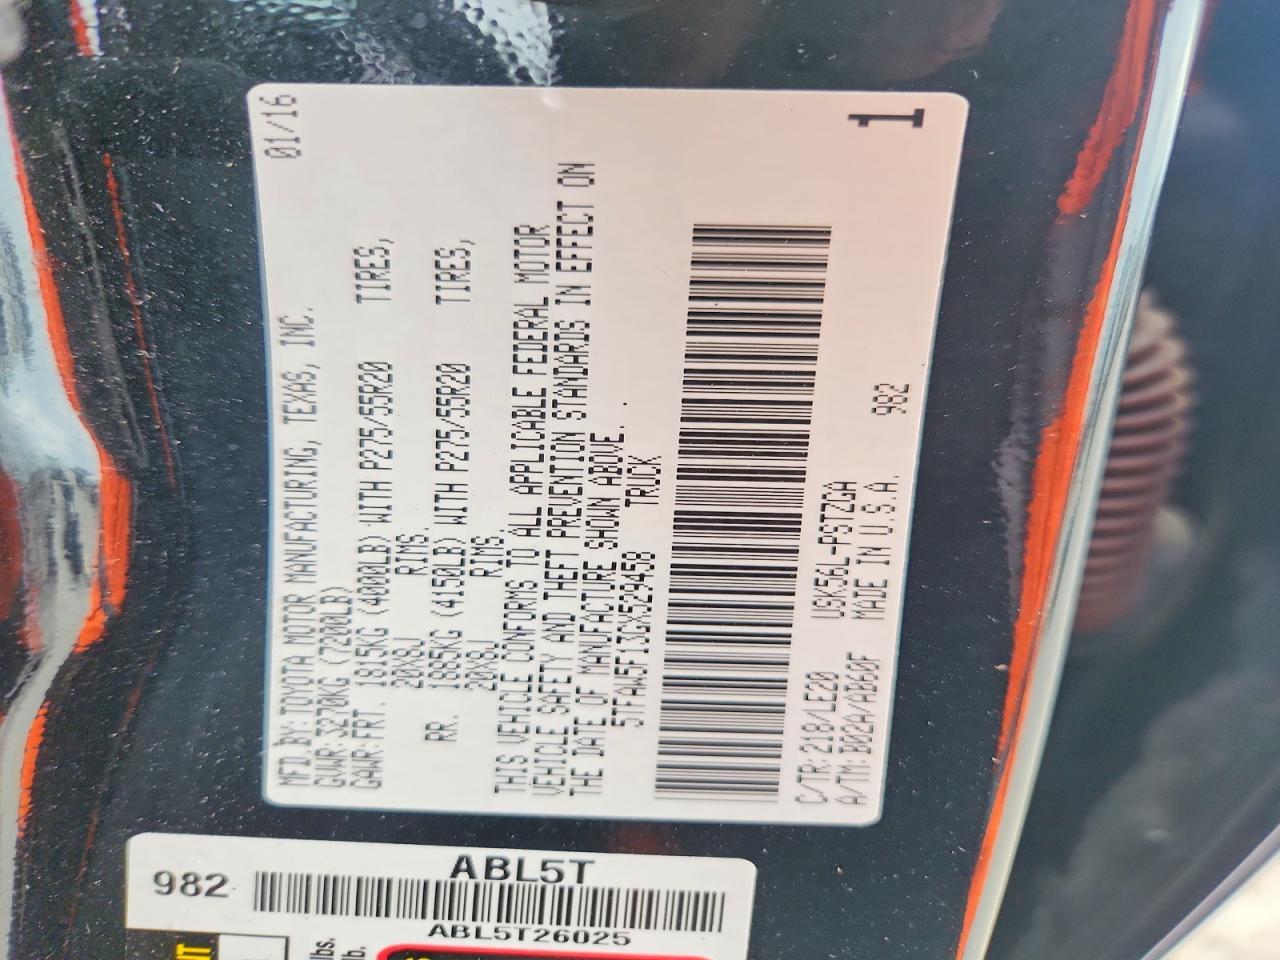 01/16
MFD.BY:TOYOTA MOTOR MANUFACTURING, TEXAS, INC.
GVWR:3270KG (7200LB)
GAWR:FRT. 1815KG (4000LB) WITH P275/55R20 TIRES,
20X8J RIMS.
RR. 1885KG (4150LB) WITH P275/55R20 TIRES,
20X8J RIMS.
THIS VEHICLE CONFORMS TO ALL APPLICABLE FEDERAL MOTOR
VEHICLE SAFETY AND THEFT PREVENTION STANDARDS IN EFFECT ON
THE DATE OF MANUFACTURE SHOWN ABOVE.
5TFAW5F13GX529458 TRUCK
C/TR:218/LE20 USK56L-PSTZGA
A/TM:B02A/AB60F MADE IN U.S.A. 982
1
ABL5T
982
ABL5T26025
lbs.
lb.